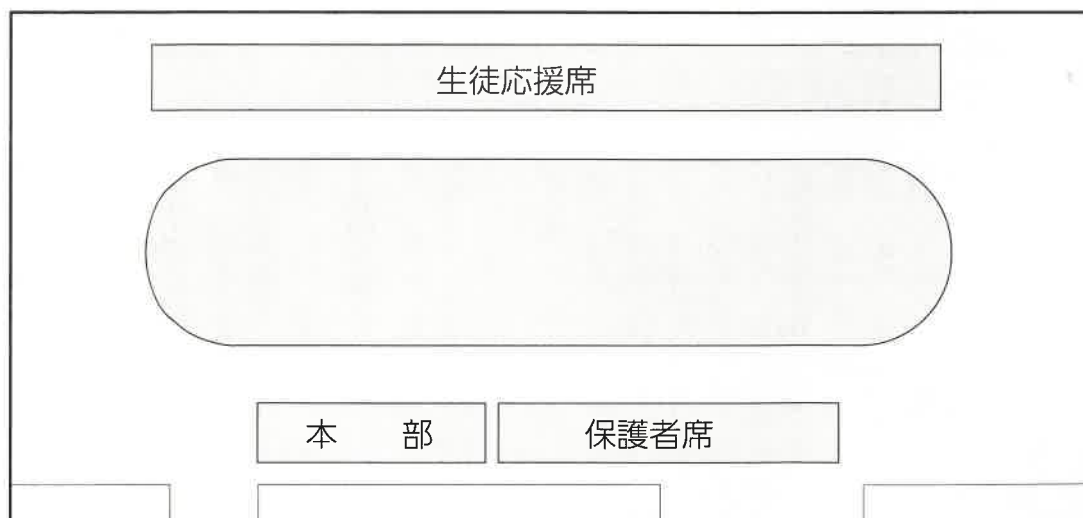 生徒応援席
本　　部
保護者席